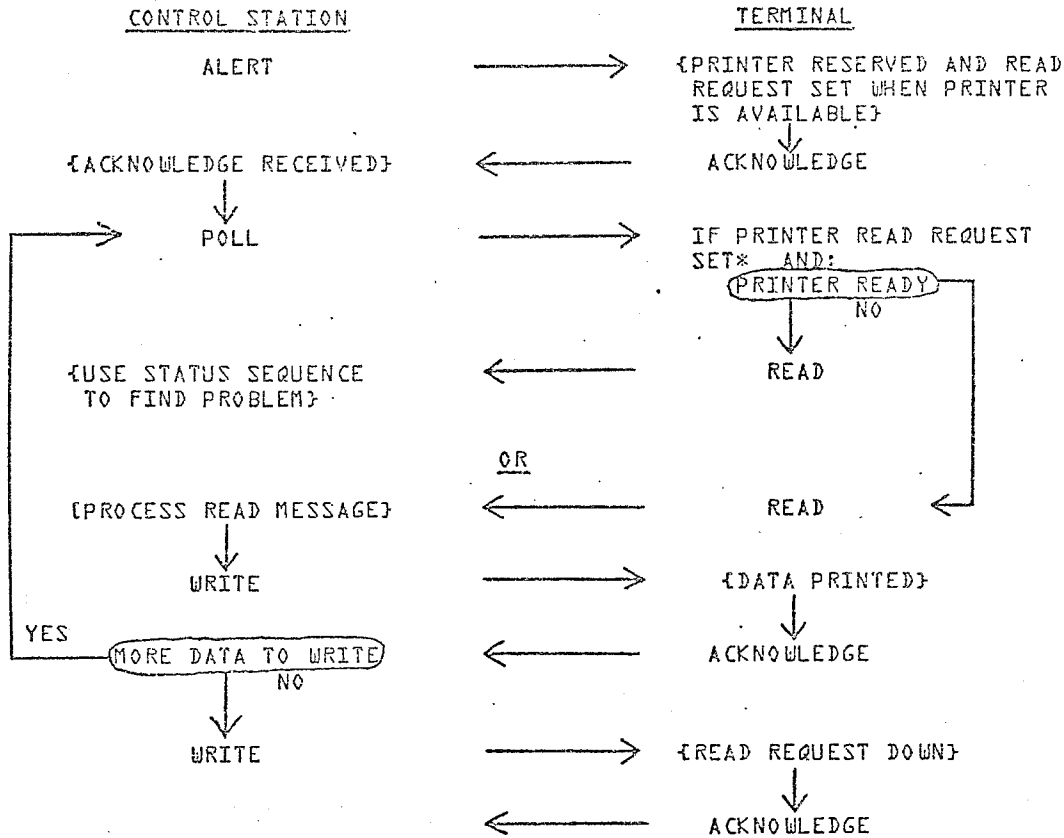 CONTROL STATION
TERMINAL
ALERT
{PRINTER RESERVED AND READ
REQUEST SET WHEN PRINTER
IS AVAILABLE}
{ACKNOWLEDGE RECEIVED}
ACKNOWLEDGE
POLL
IF PRINTER READ REQUEST
SET* AND:
PRINTER READY
NO
{USE STATUS SEQUENCE
TO FIND PROBLEM}
READ
OR
{PROCESS READ MESSAGE}
READ
WRITE
{DATA PRINTED}
YES
MORE DATA TO WRITE
ACKNOWLEDGE
NO
WRITE
{READ REQUEST DOWN}
ACKNOWLEDGE